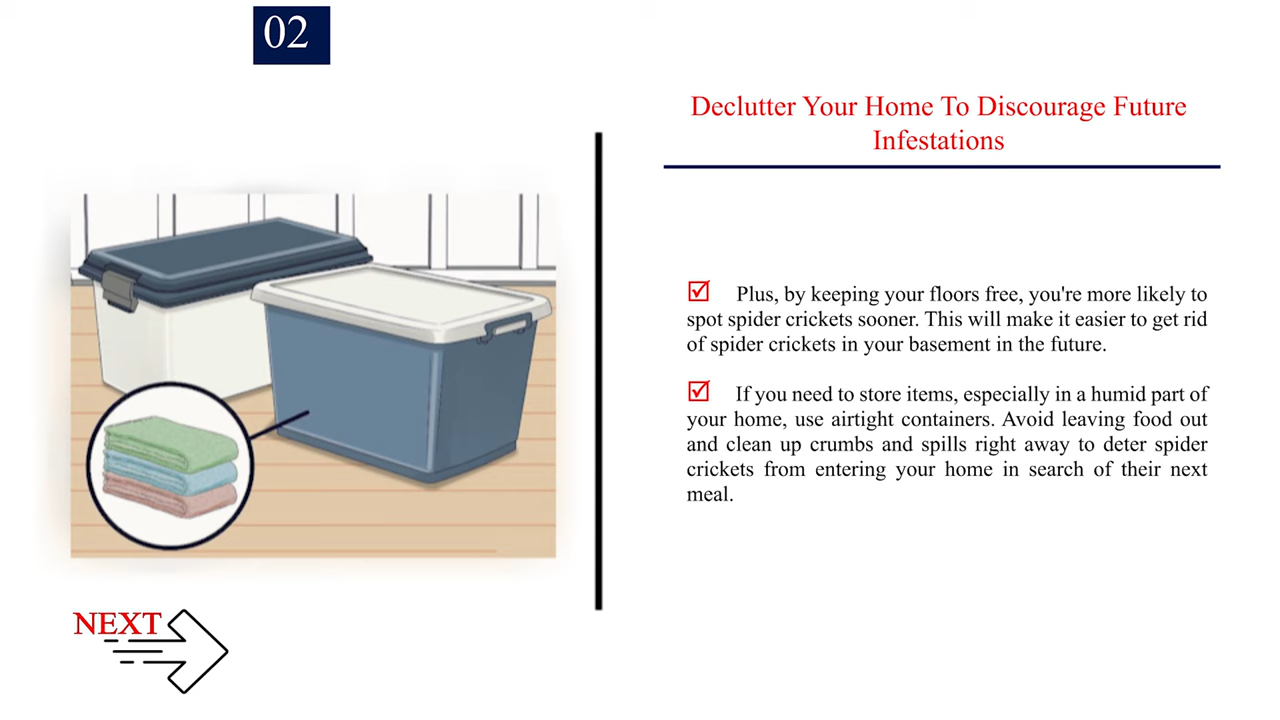 02
Declutter Your Home To Discourage Future
Infestations
Plus, by keeping your floors free, you're more likely to
spot spider crickets sooner. This will make it easier to get rid
of spider crickets in your basement in the future.
If you need to store items, especially in a humid part of
your home, use airtight containers. Avoid leaving food out
and clean up crumbs and spills right away to deter spider
crickets from entering your home in search of their next
meal.
NEXT